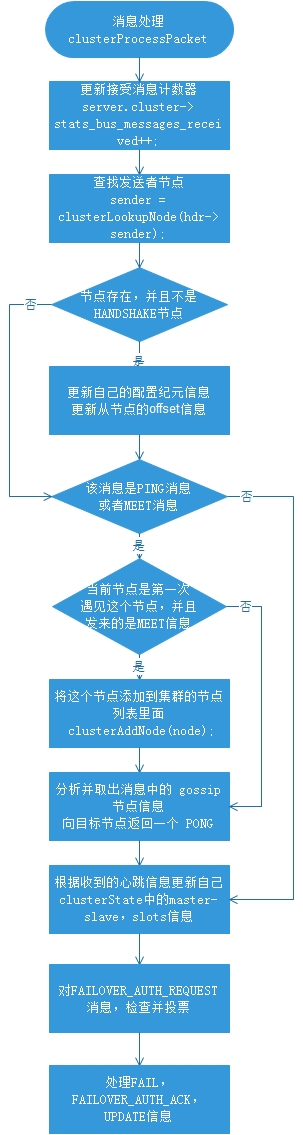 消息处理
clusterProcessPacket
更新接受消息计数器
server.cluster->
stats_bus_messages_recei
ved++;
查找发送者节点
sender =
clusterLookupNode(hdr->
sender);
节点存在，并且不是
HANDSHAKE节点
否
是
更新自己的配置纪元信息
更新从节点的offset信息
该消息是PING消息
或者MEET消息
否
是
当前节点是第一次
遇见这个节点，并且
发来的是MEET信息
否
是
将这个节点添加到集群的节点
列表里面
clusterAddNode(node);
分析并取出消息中的 gossip
节点信息
向目标节点返回一个 PONG
根据收到的心跳信息更新自己
clusterState中的master-
slave，slots信息
对FAILOVER_AUTH_REQUEST
消息，检查并投票
处理FAIL，
FAILOVER_AUTH_ACK，
UPDATE信息